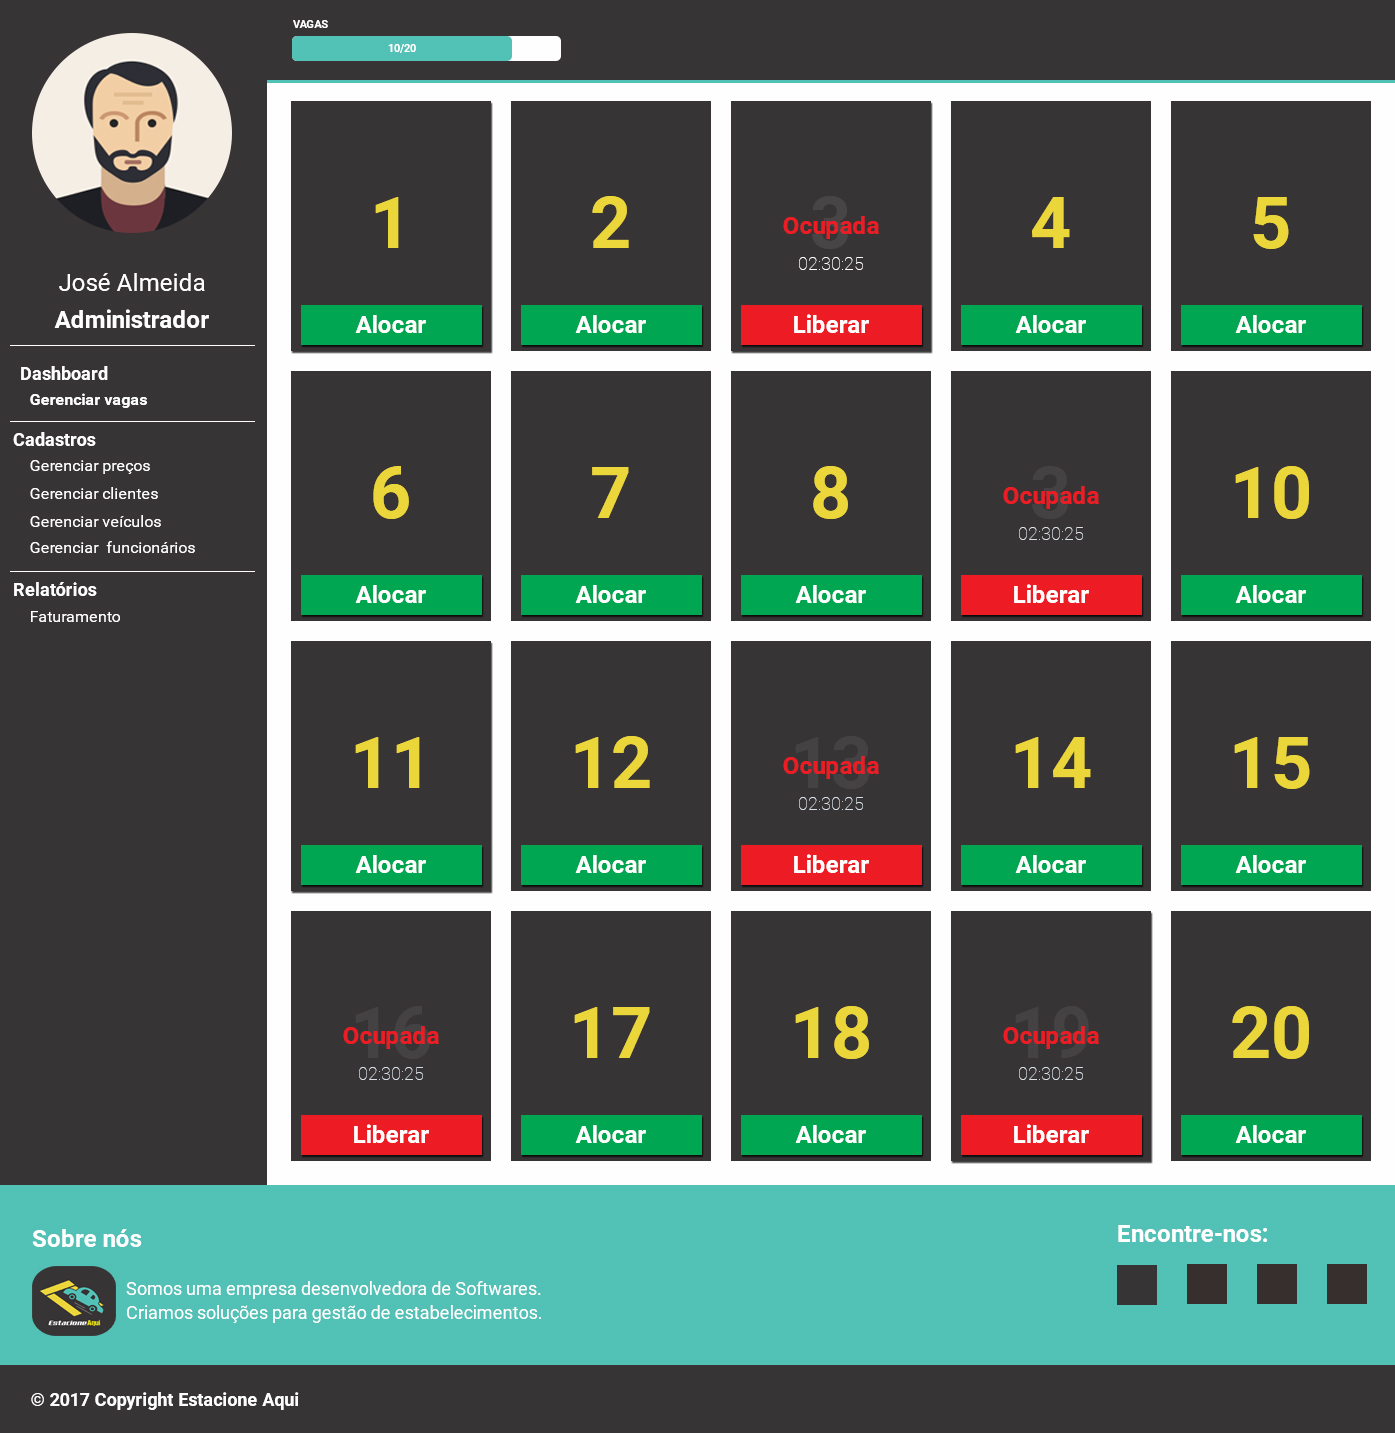 VAGAS
10/20
José Almeida
Administrador
Dashboard
Gerenciar vagas
Cadastros
Gerenciar preços
Gerenciar clientes
Gerenciar veículos
Gerenciar  funcionários
Relatórios
Faturamento
1
2
3
Ocupada
02:30:25
4
5
Alocar
Alocar
Liberar
Alocar
Alocar
6
7
8
3
Ocupada
02:30:25
10
Alocar
Alocar
Alocar
Liberar
Alocar
11
12
13
Ocupada
02:30:25
14
15
Alocar
Alocar
Liberar
Alocar
Alocar
16
Ocupada
02:30:25
17
18
19
Ocupada
02:30:25
20
Liberar
Alocar
Alocar
Liberar
Alocar
Sobre nós
EstacioneAqui
Somos uma empresa desenvolvedora de Softwares.
Criamos soluções para gestão de estabelecimentos.
Encontre-nos:
© 2017 Copyright Estacione Aqui